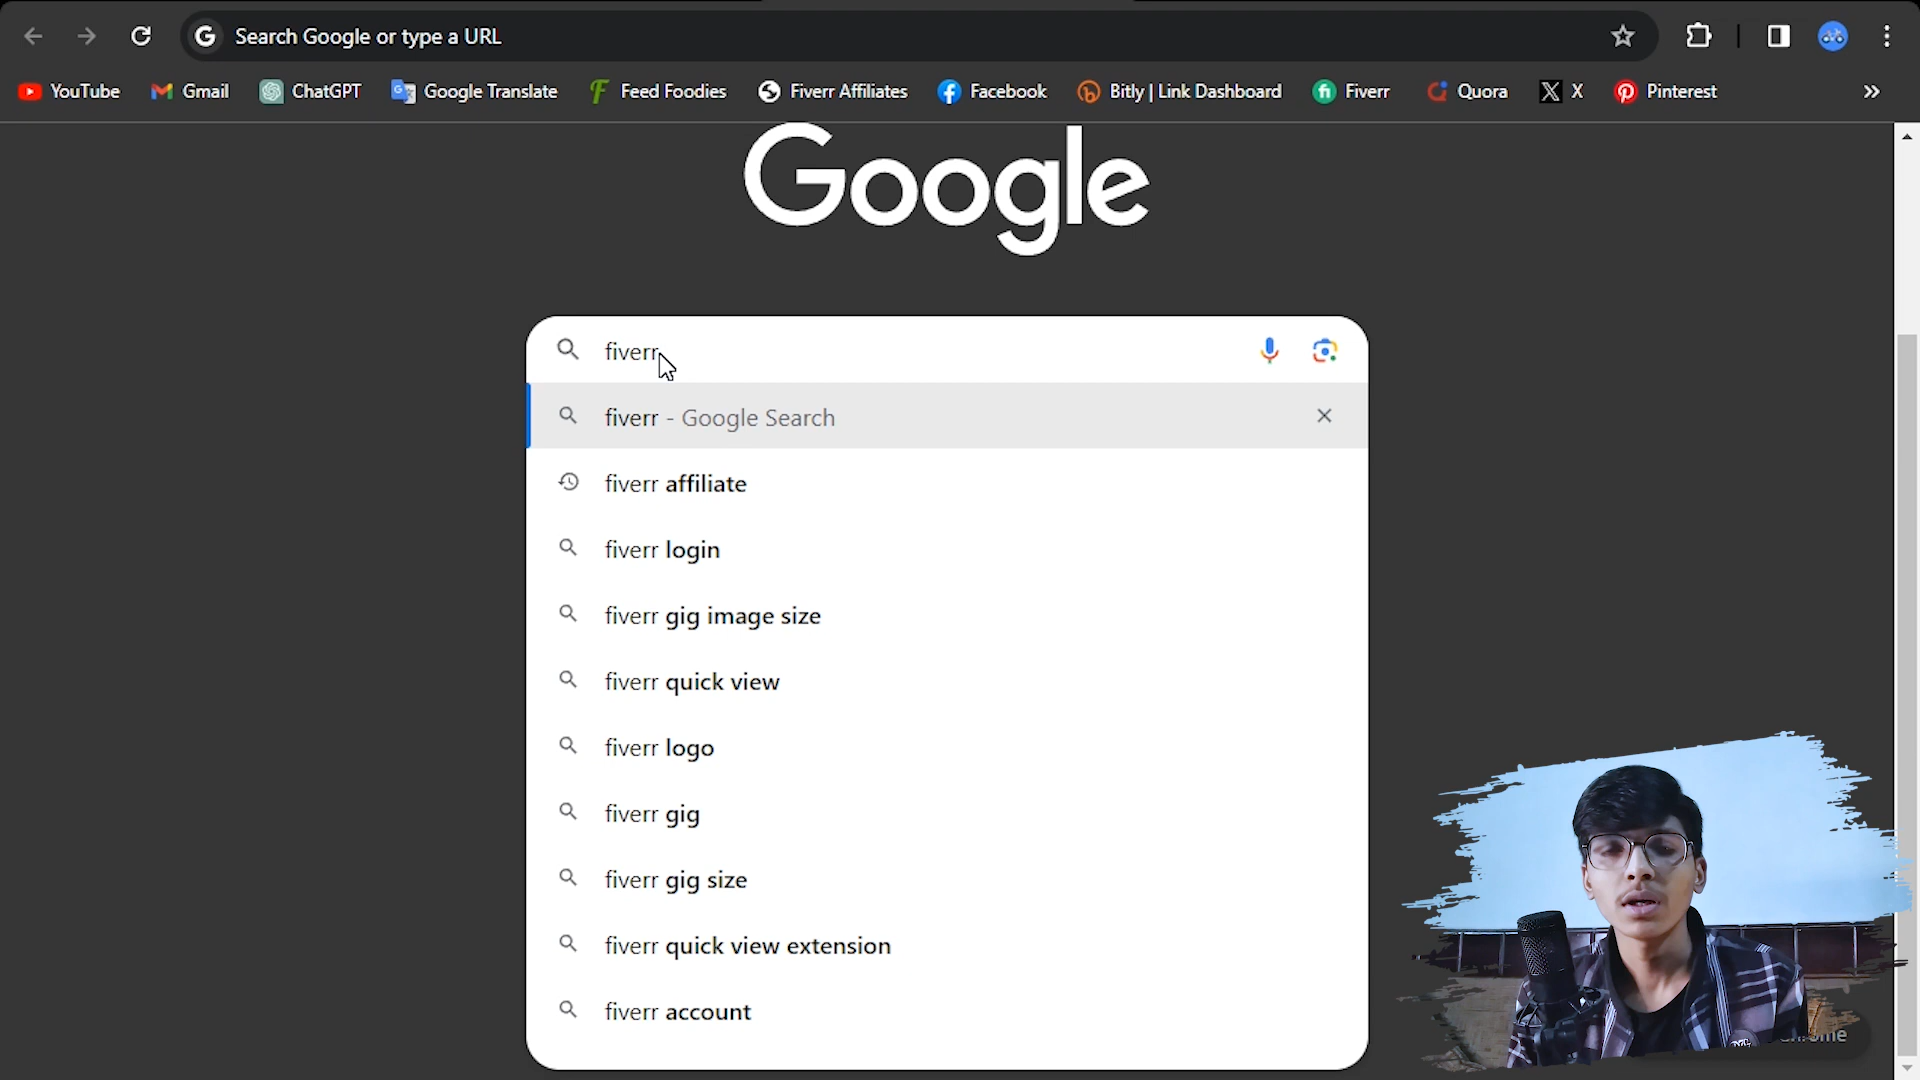 Search Google or type a URL
YouTube Gmail ChatGPT Google Translate Feed Foodies Fiverr Affiliates Facebook Bitly | Link Dashboard Fiverr Quora X Pinterest
Google
fiverr
fiverr - Google Search
fiverr affiliate
fiverr login
fiverr gig image size
fiverr quick view
fiverr logo
fiverr gig
fiverr gig size
fiverr quick view extension
fiverr account